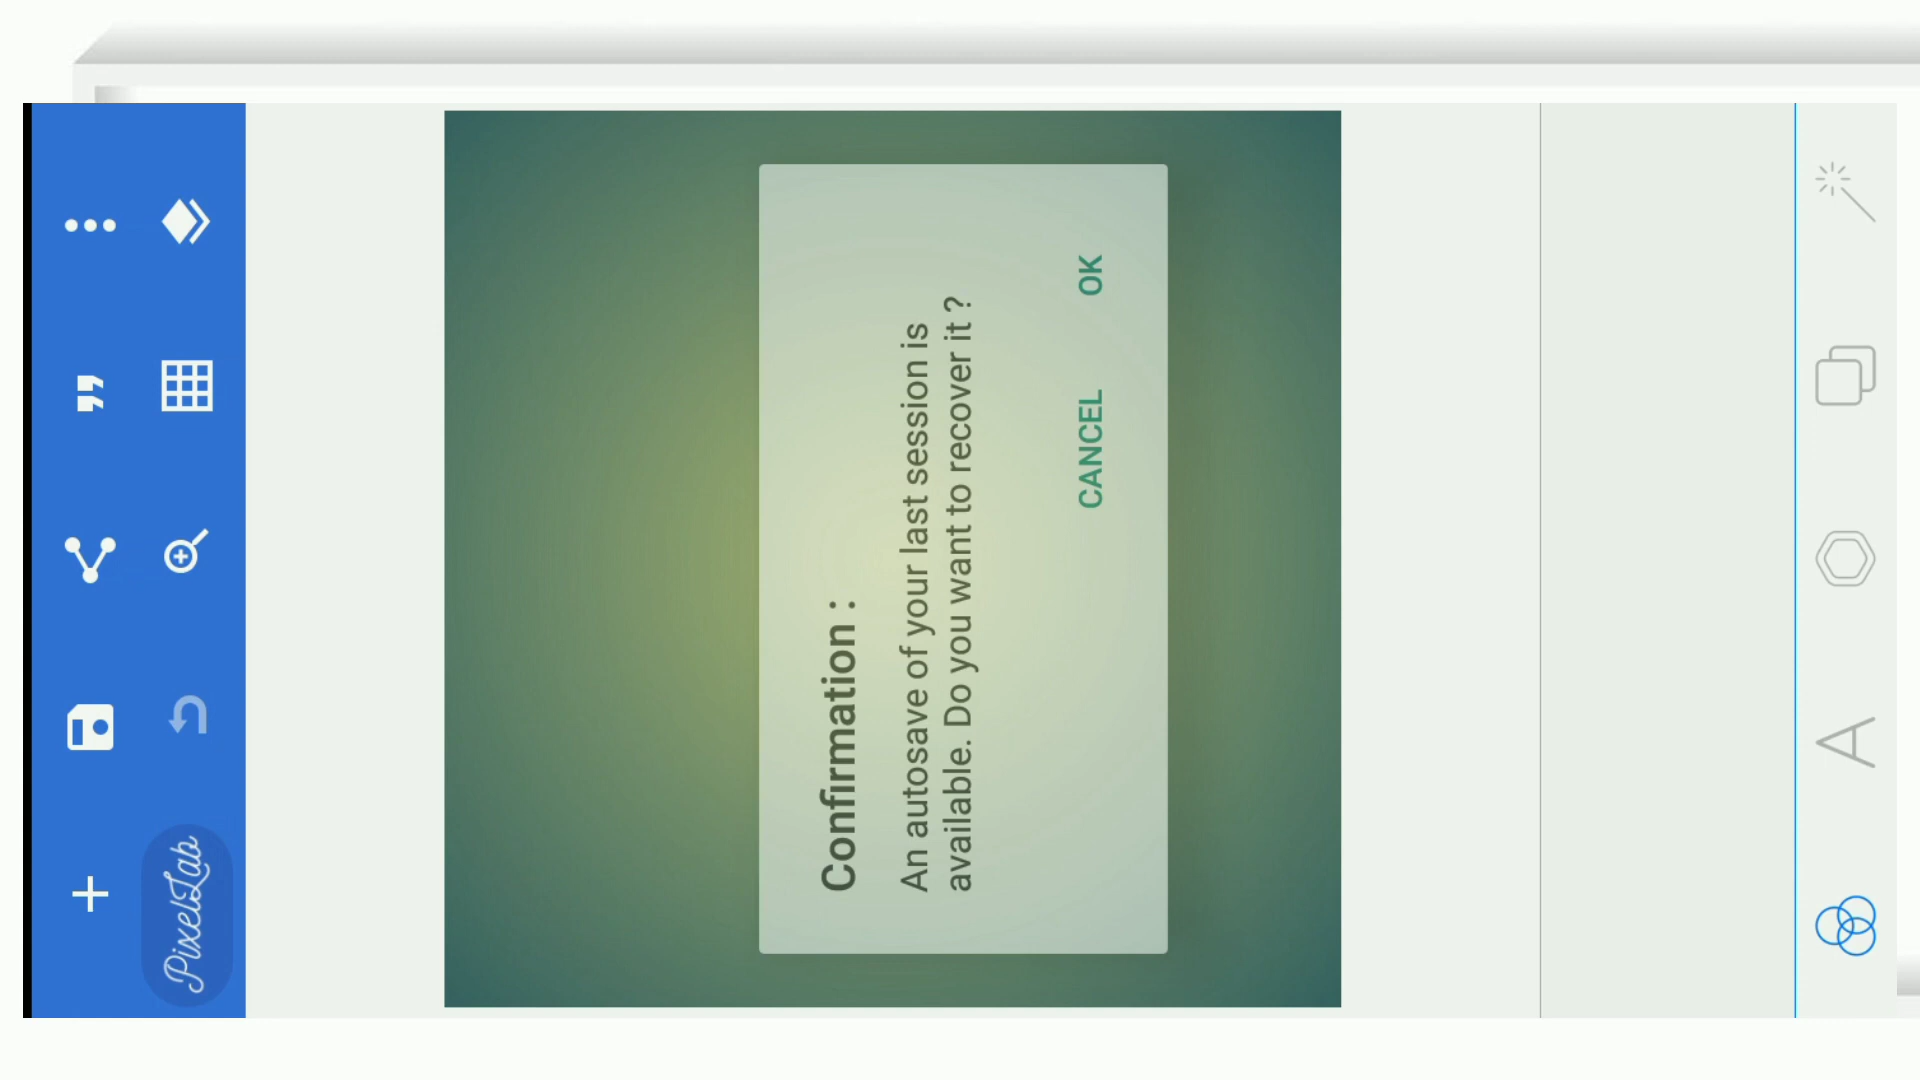 PixelLab
Confirmation :
An autosave of your last session is
available. Do you want to recover it ?
CANCEL OK